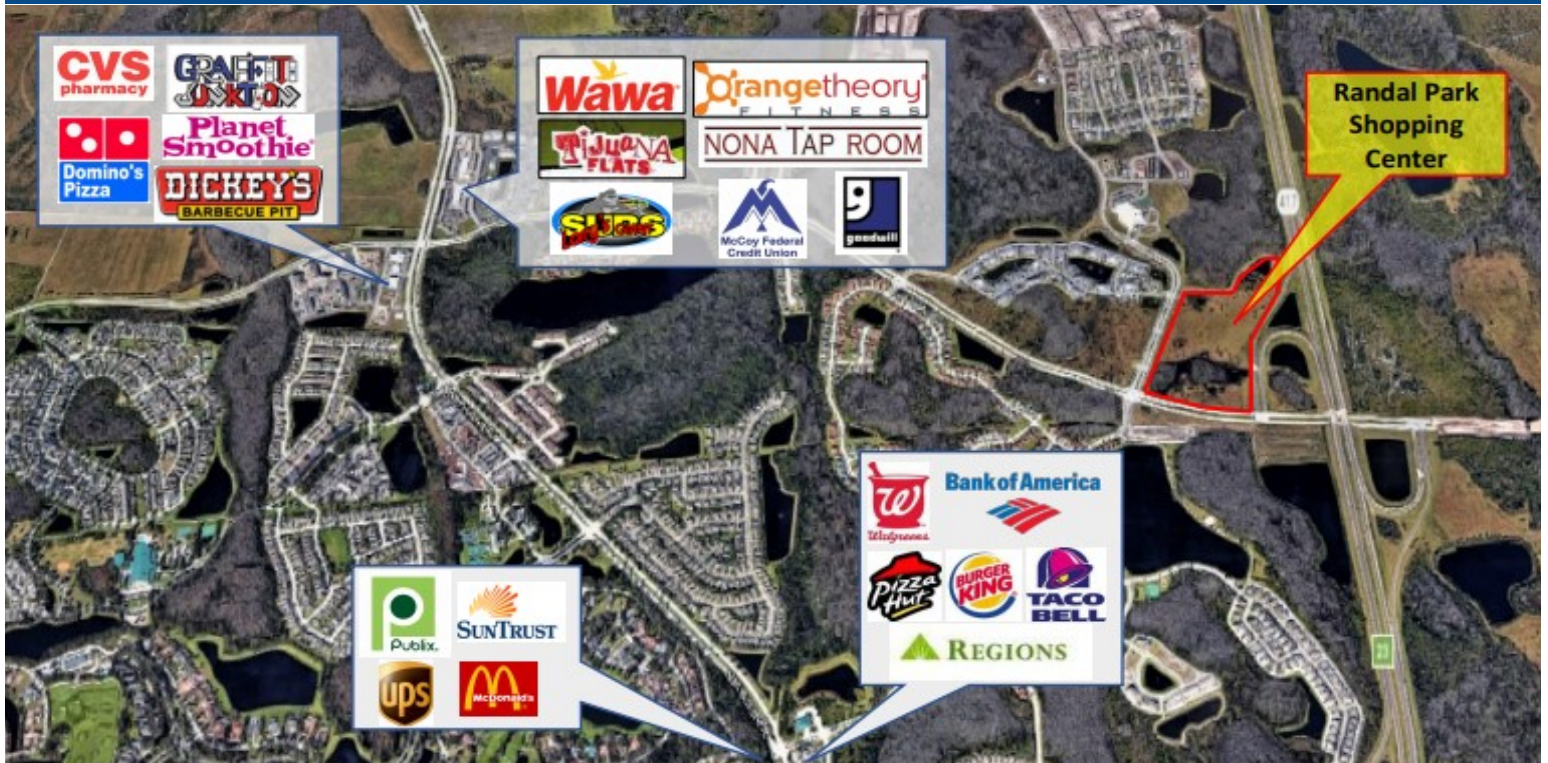 CVS
pharmacy
GRAFFITI
JUNKTION
Domino's
Pizza
Planet
Smoothie®
DICKEY'S
BARBECUE PIT
Wawa®
Orangetheory®
FITNESS
TIJUANA
FLATS
NONA TAP ROOM
SUBS
McCoy Federal
Credit Union
g
goodwill
Randal Park
Shopping
Center
417
W
Walgreens
Bank of America
Pizza
Hut
BURGER
KING
TACO
BELL
REGIONS
P
Publix.
SUNTRUST
ups
M
McDonald's
23